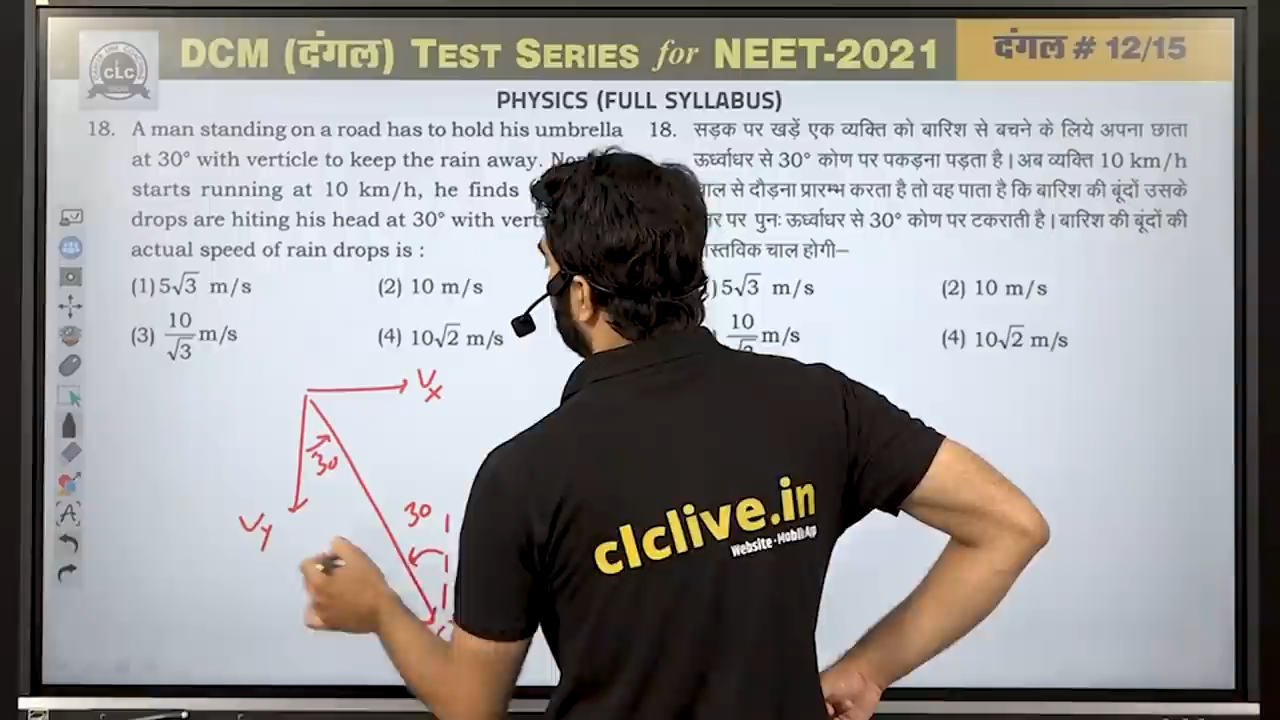 DCM (दंगल) TEST SERIES for NEET-2021
दंगल # 12/15
CLC
PHYSICS (FULL SYLLABUS)
18. A man standing on a road has to hold his umbrella
at 30° with verticle to keep the rain away.
starts running at 10 km/h, he finds
drops are hiting his head at 30° with
actual speed of rain drops is :
(1) 5√3 m/s (2) 10 m/s
(3) 10/√3 m/s (4) 10√2 m/s
18. सड़क पर खड़ें एक व्यक्ति को बारिश से बचने के लिये अपना छाता
ऊर्ध्वाधर से 30° कोण पर पकड़ना पड़ता है। अब व्यक्ति 10 km/h
से दौड़ना प्रारम्भ करता है तो वह पाता है कि बारिश की बूंदों उसके
पर पुनः ऊर्ध्वाधर से 30° कोण पर टकराती है। बारिश की बूंदों की
होगी–
5√3 m/s (2) 10 m/s
10 m/s (4) 10√2 m/s
Vx
30
Vy
30
clclive.in
Website - Mobile App